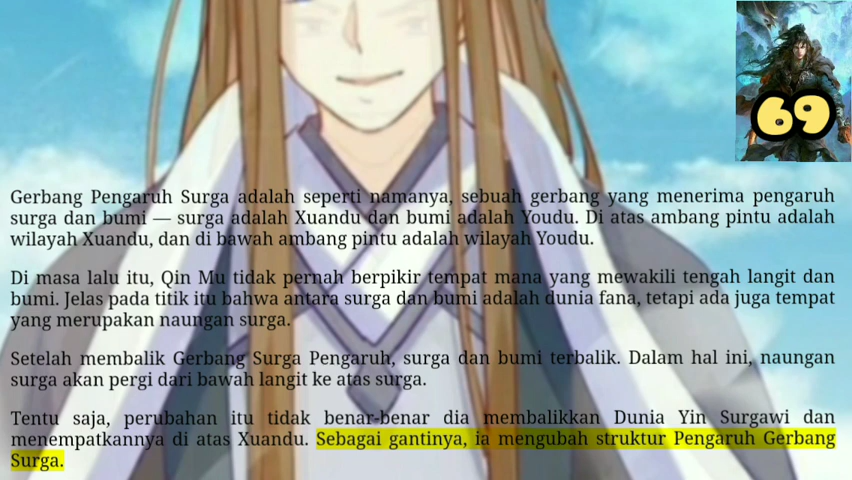 69
Gerbang Pengaruh Surga adalah seperti namanya, sebuah gerbang yang menerima pengaruh
surga dan bumi — surga adalah Xuandu dan bumi adalah Youdu. Di atas ambang pintu adalah
wilayah Xuandu, dan di bawah ambang pintu adalah wilayah Youdu.
Di masa lalu itu, Qin Mu tidak pernah berpikir tempat mana yang mewakili tengah langit dan
bumi. Jelas pada titik itu bahwa antara surga dan bumi adalah dunia fana, tetapi ada juga tempat
yang merupakan naungan surga.
Setelah membalik Gerbang Surga Pengaruh, surga dan bumi terbalik. Dalam hal ini, naungan
surga akan pergi dari bawah langit ke atas surga.
Tentu saja, perubahan itu tidak benar-benar dia membalikkan Dunia Yin Surgawi dan
menempatkannya di atas Xuandu. Sebagai gantinya, ia mengubah struktur Pengaruh Gerbang
Surga.